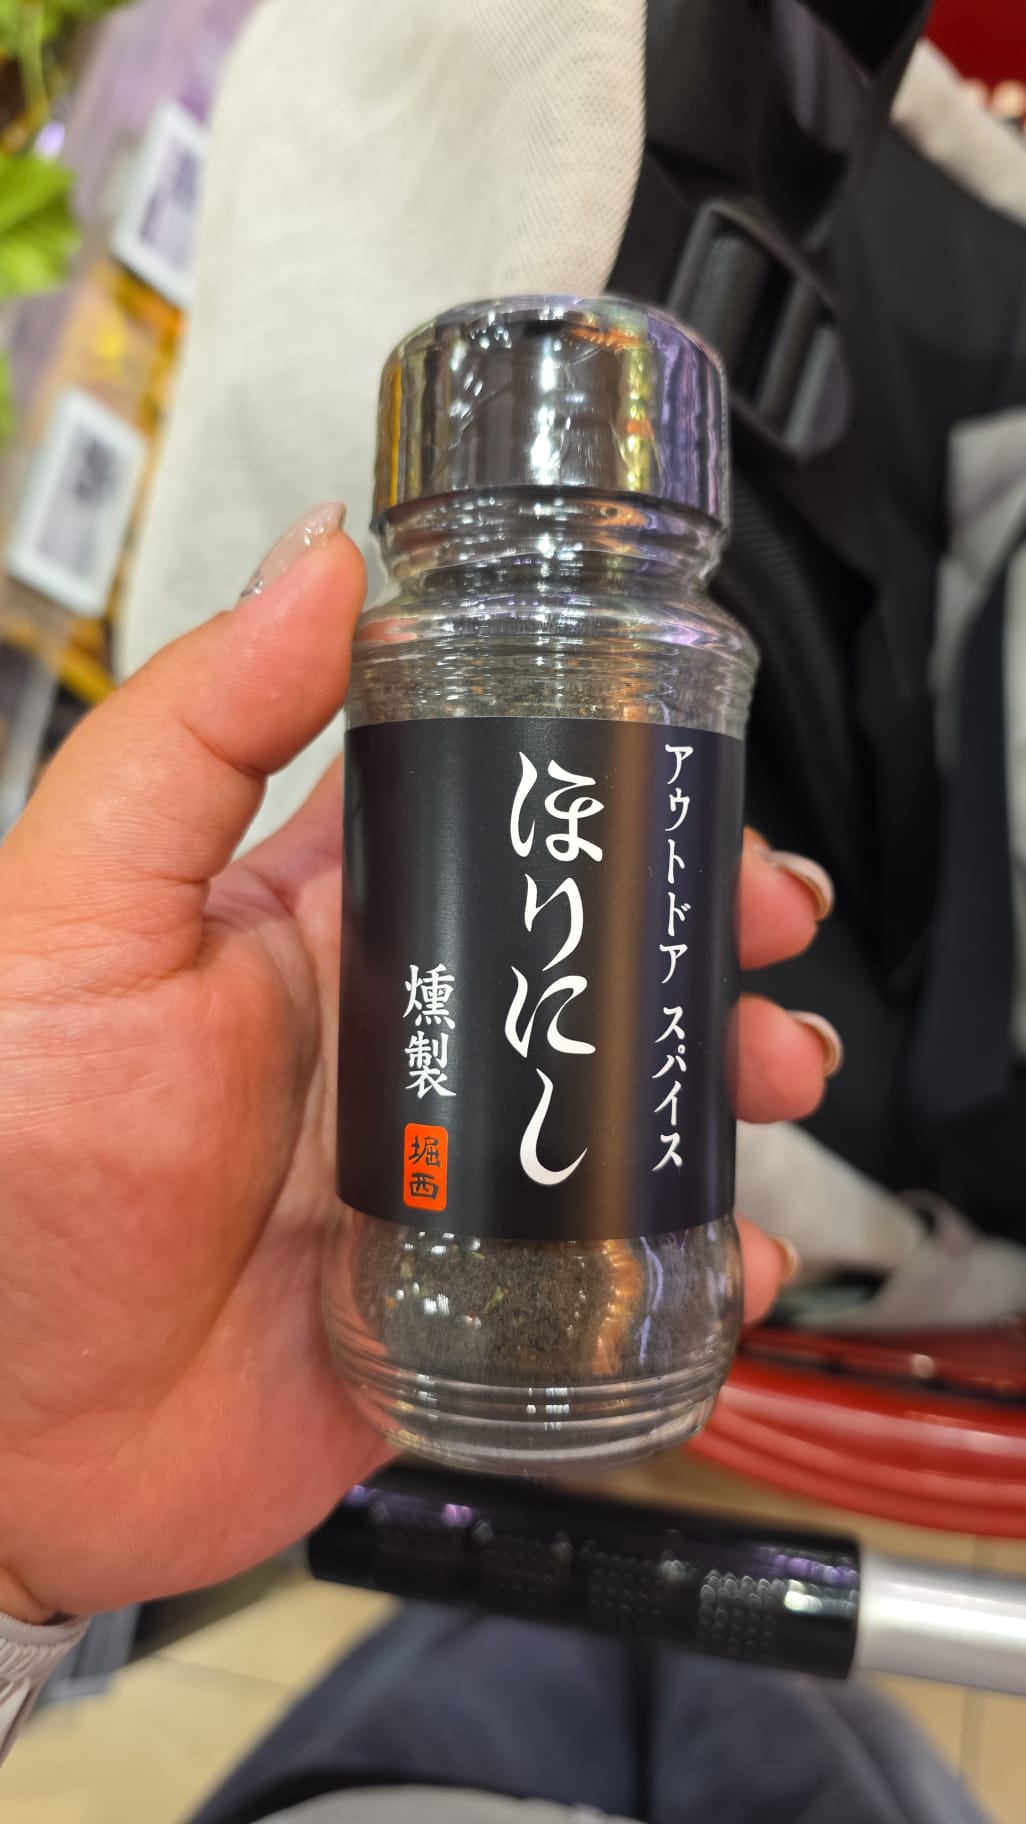 アウトドア スパイス
ほりにし
燻製
堀西